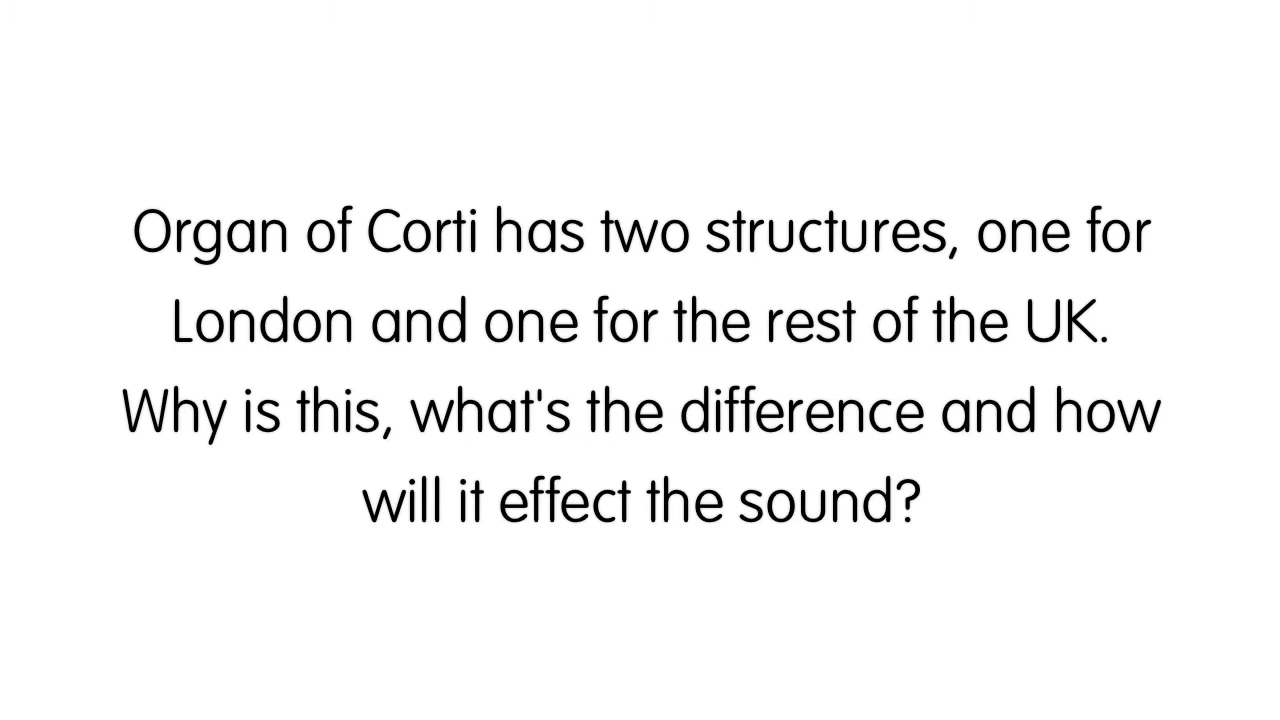 Organ of Corti has two structures, one for
London and one for the rest of the UK.
Why is this, what's the difference and how
will it effect the sound?